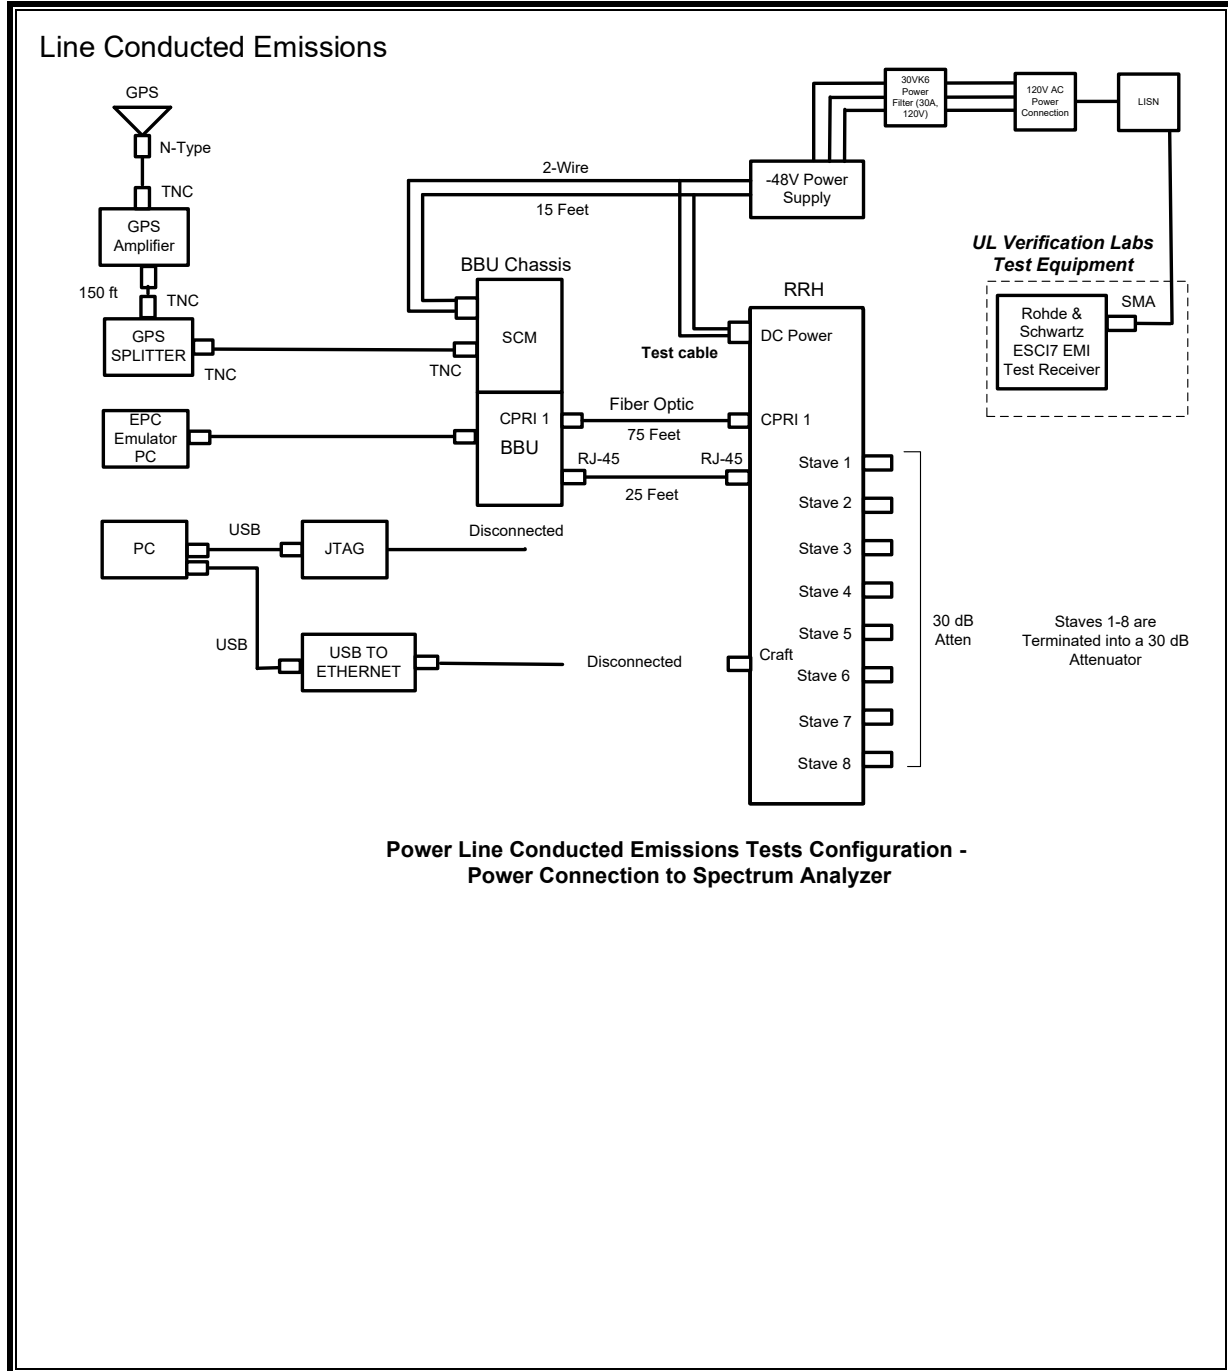 Line Conducted Emissions
GPS
N-Type
TNC
GPS
Amplifier
150 ft
TNC
GPS
SPLITTER
TNC
TNC
2-Wire
15 Feet
30VK6
Power
Filter (30A,
120V)
120V AC
Power
Connection
LISN
-48V Power
Supply
UL Verification Labs
Test Equipment
SMA
Rohde &
Schwartz
ESCI7 EMI
Test Receiver
BBU Chassis
SCM
CPRI 1
BBU
RRH
DC Power
Test cable
Fiber Optic
75 Feet
CPRI 1
RJ-45
RJ-45
25 Feet
EPC
Emulator
PC
PC
USB
JTAG
Disconnected
USB
USB TO
ETHERNET
Disconnected
Craft
Stave 1
Stave 2
Stave 3
Stave 4
Stave 5
Stave 6
Stave 7
Stave 8
30 dB
Atten
Staves 1-8 are
Terminated into a 30 dB
Attenuator
Power Line Conducted Emissions Tests Configuration -
Power Connection to Spectrum Analyzer